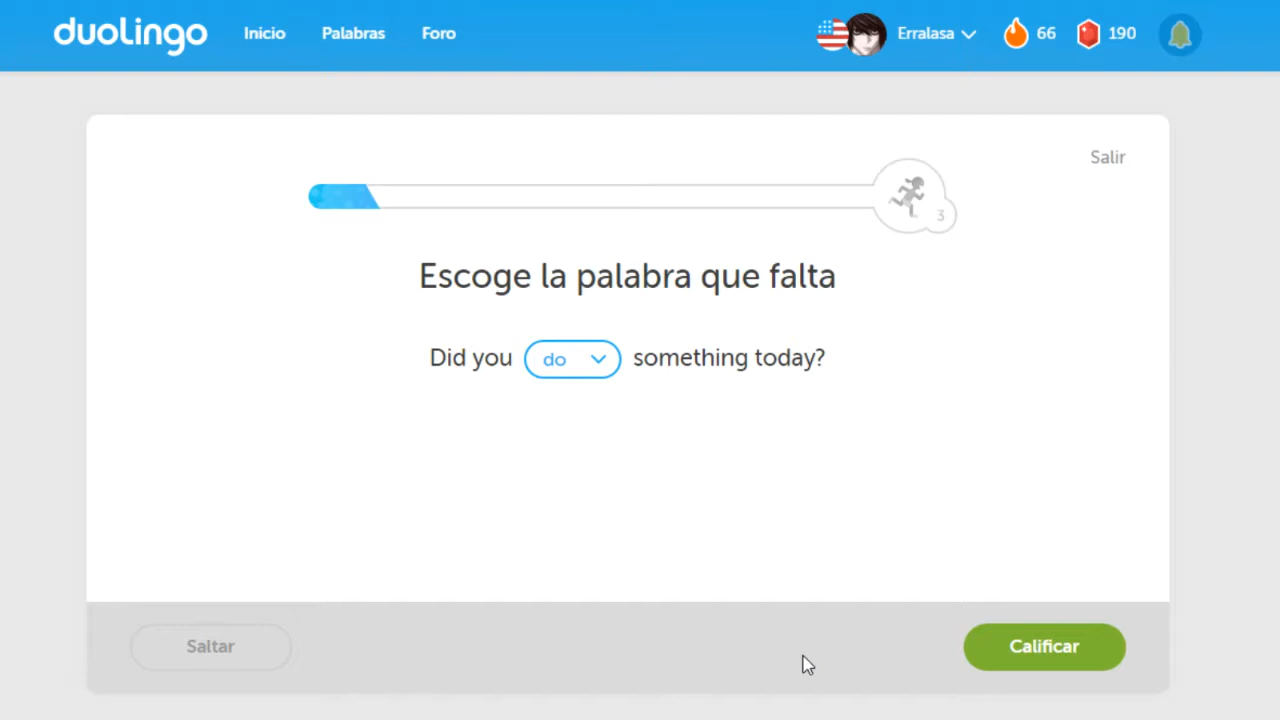 duolingo Inicio Palabras Foro Erralasa 66 190
Salir
3
Escoge la palabra que falta
Did you do something today?
Saltar Calificar